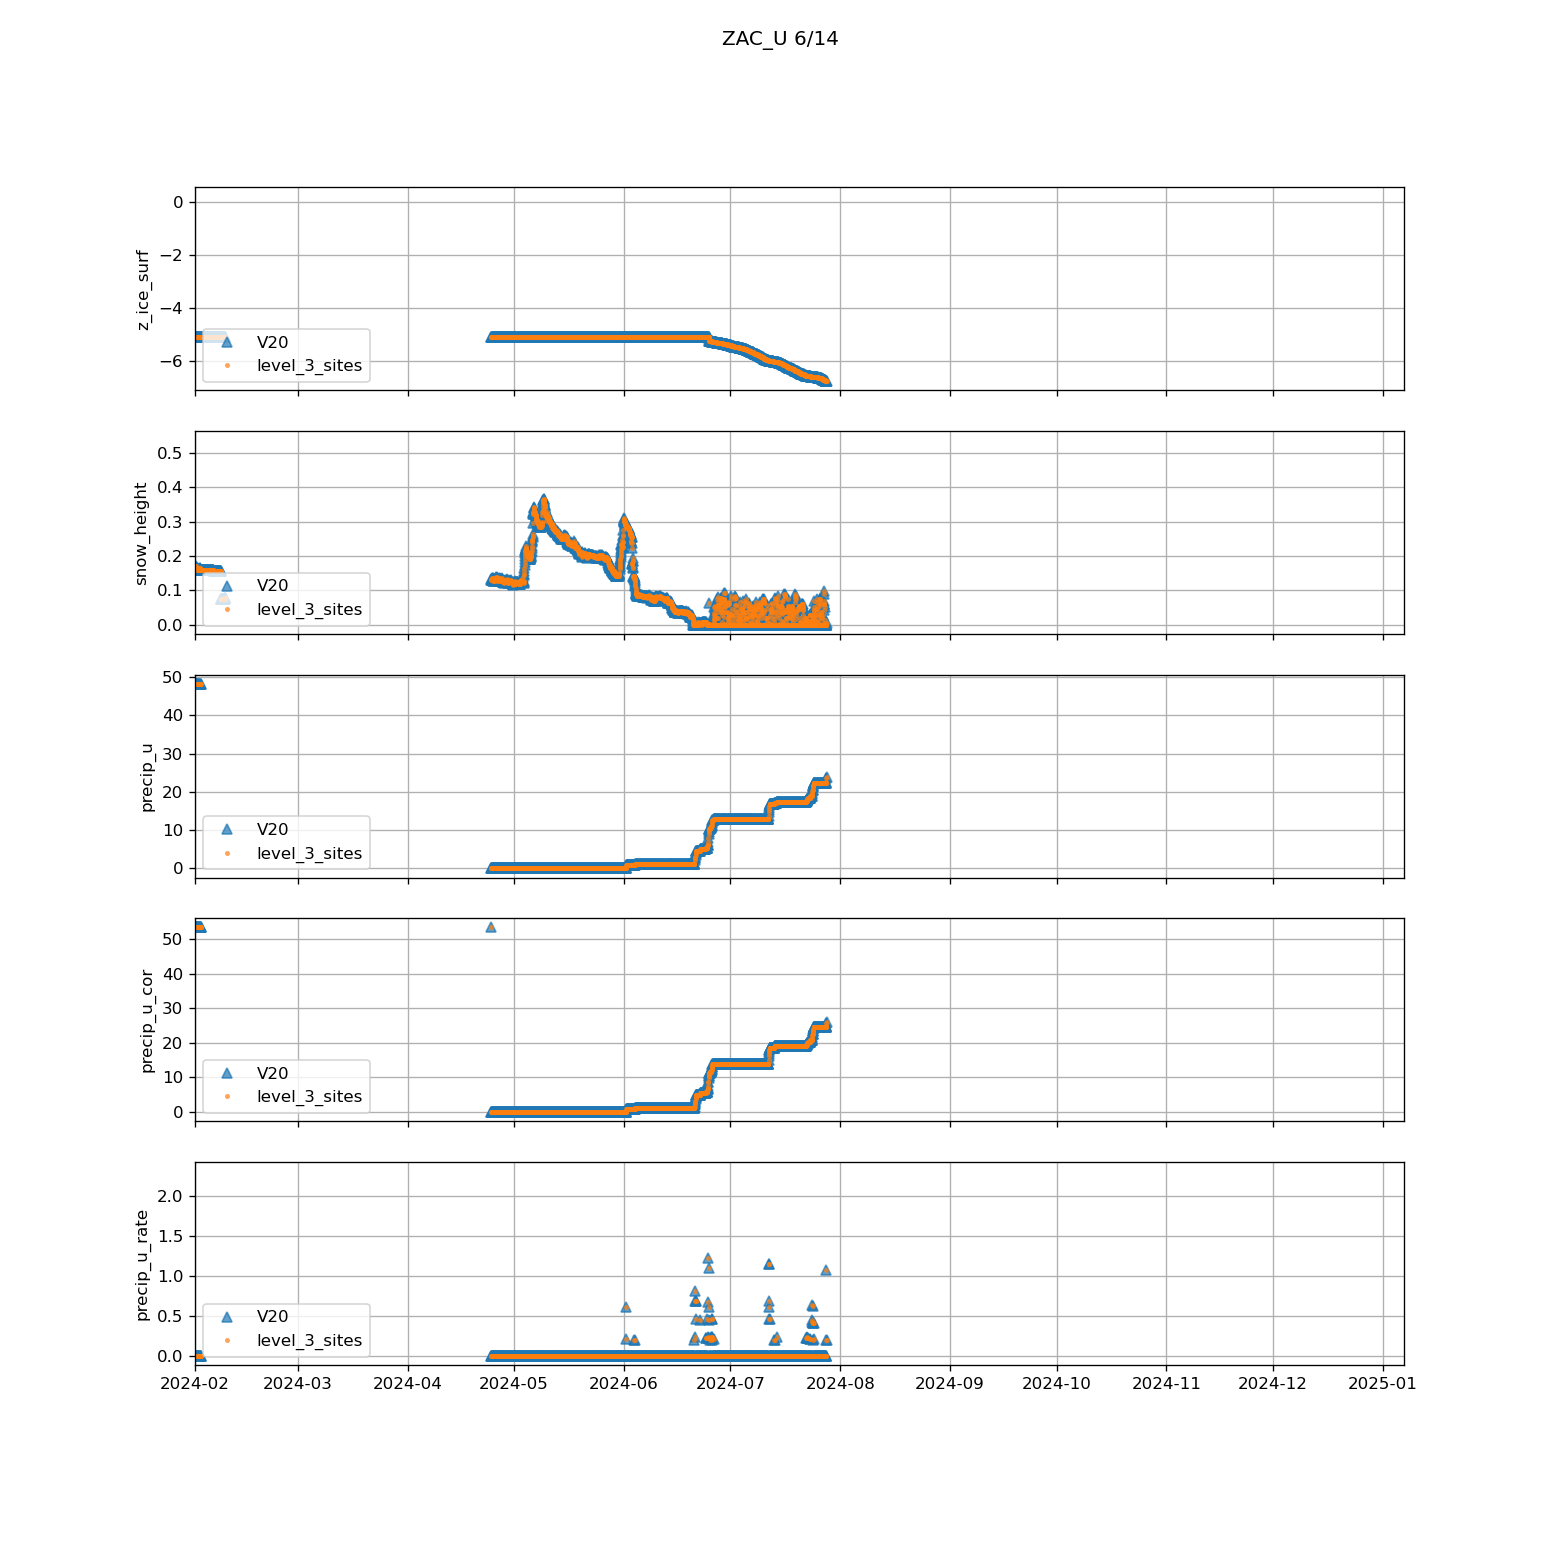 ZAC_U 6/14
z_ice_surf
0
−2
−4
−6
V20
level_3_sites
snow_height
0.5
0.4
0.3
0.2
0.1
0.0
V20
level_3_sites
precip_u
50
40
30
20
10
0
V20
level_3_sites
precip_u_cor
50
40
30
20
10
0
V20
level_3_sites
precip_u_rate
2.0
1.5
1.0
0.5
0.0
V20
level_3_sites
2024-02 2024-03 2024-04 2024-05 2024-06 2024-07 2024-08 2024-09 2024-10 2024-11 2024-12 2025-01